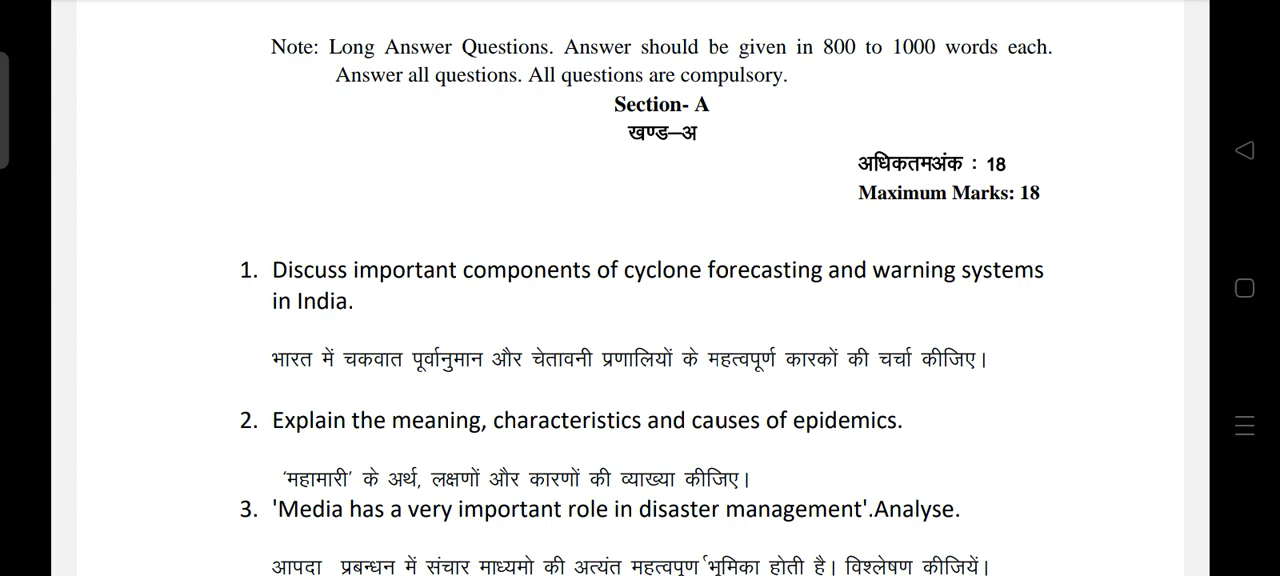 Note: Long Answer Questions. Answer should be given in 800 to 1000 words each.
Answer all questions. All questions are compulsory.
Section- A
खण्ड–अ
अधिकतमअंक : 18
Maximum Marks: 18
1. Discuss important components of cyclone forecasting and warning systems
in India.
भारत में चकवात पूर्वानुमान और चेतावनी प्रणालियों के महत्वपूर्ण कारकों की चर्चा कीजिए।
2. Explain the meaning, characteristics and causes of epidemics.
‘महामारी’ के अर्थ, लक्षणों और कारणों की व्याख्या कीजिए।
3. 'Media has a very important role in disaster management'.Analyse.
आपदा प्रबन्धन में संचार माध्यमो की अत्यंत महत्वपूर्ण भूमिका होती है। विश्लेषण कीजियें।